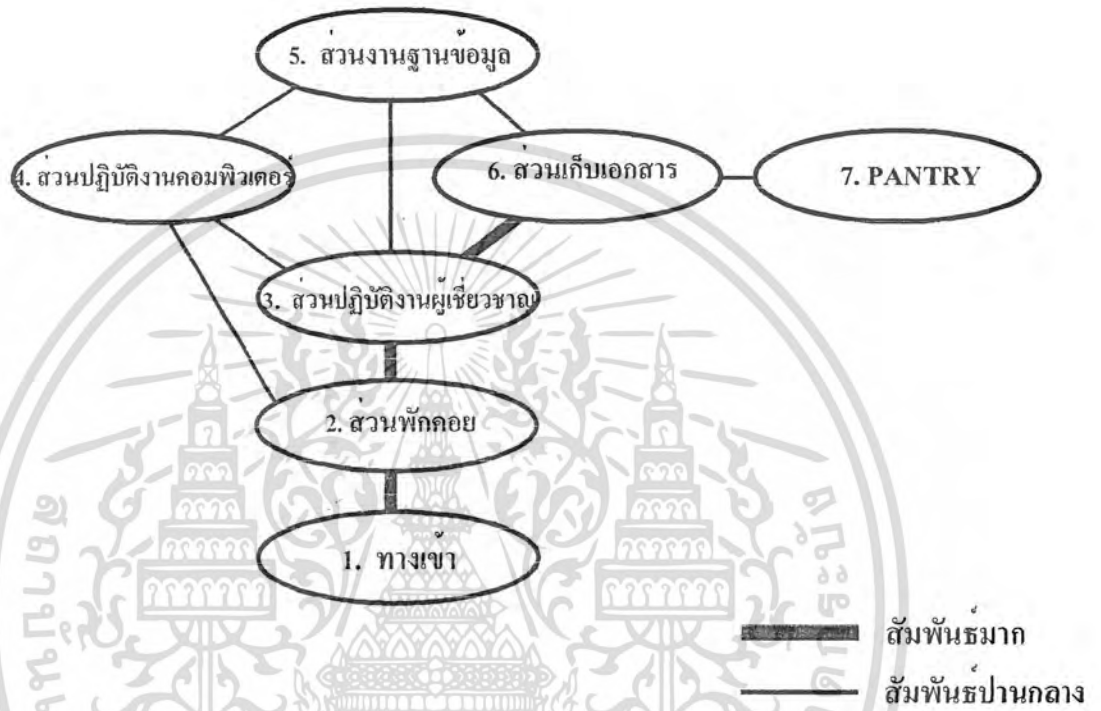 5. ส่วนงานฐานข้อมูล
4. ส่วนปฏิบัติงานคอมพิวเตอร์
6. ส่วนเก็บเอกสาร
7. PANTRY
3. ส่วนปฏิบัติงานผู้เชี่ยวชาญ
2. ส่วนพักคอย
1. ทางเข้า
สัมพันธ์มาก
สัมพันธ์ปานกลาง